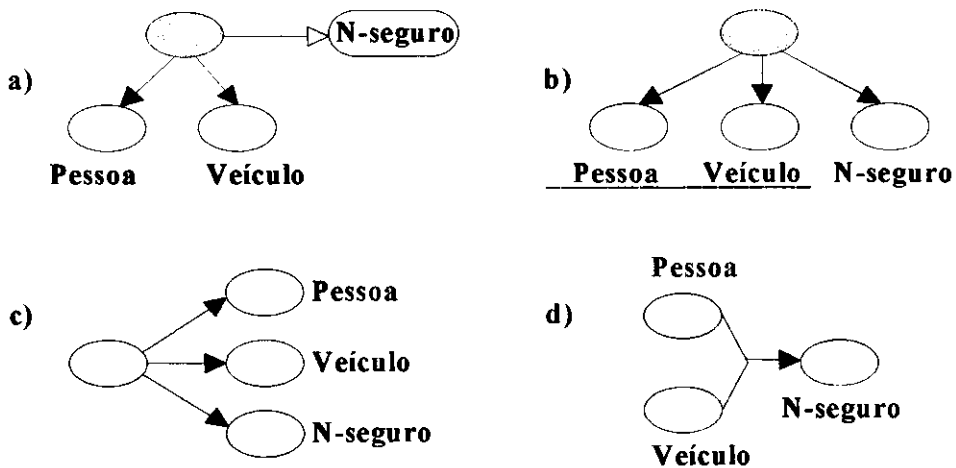 a)
N-seguro
Pessoa Veículo
b)
Pessoa Veículo N-seguro
c)
Pessoa
Veículo
N-seguro
d)
Pessoa
N-seguro
Veículo